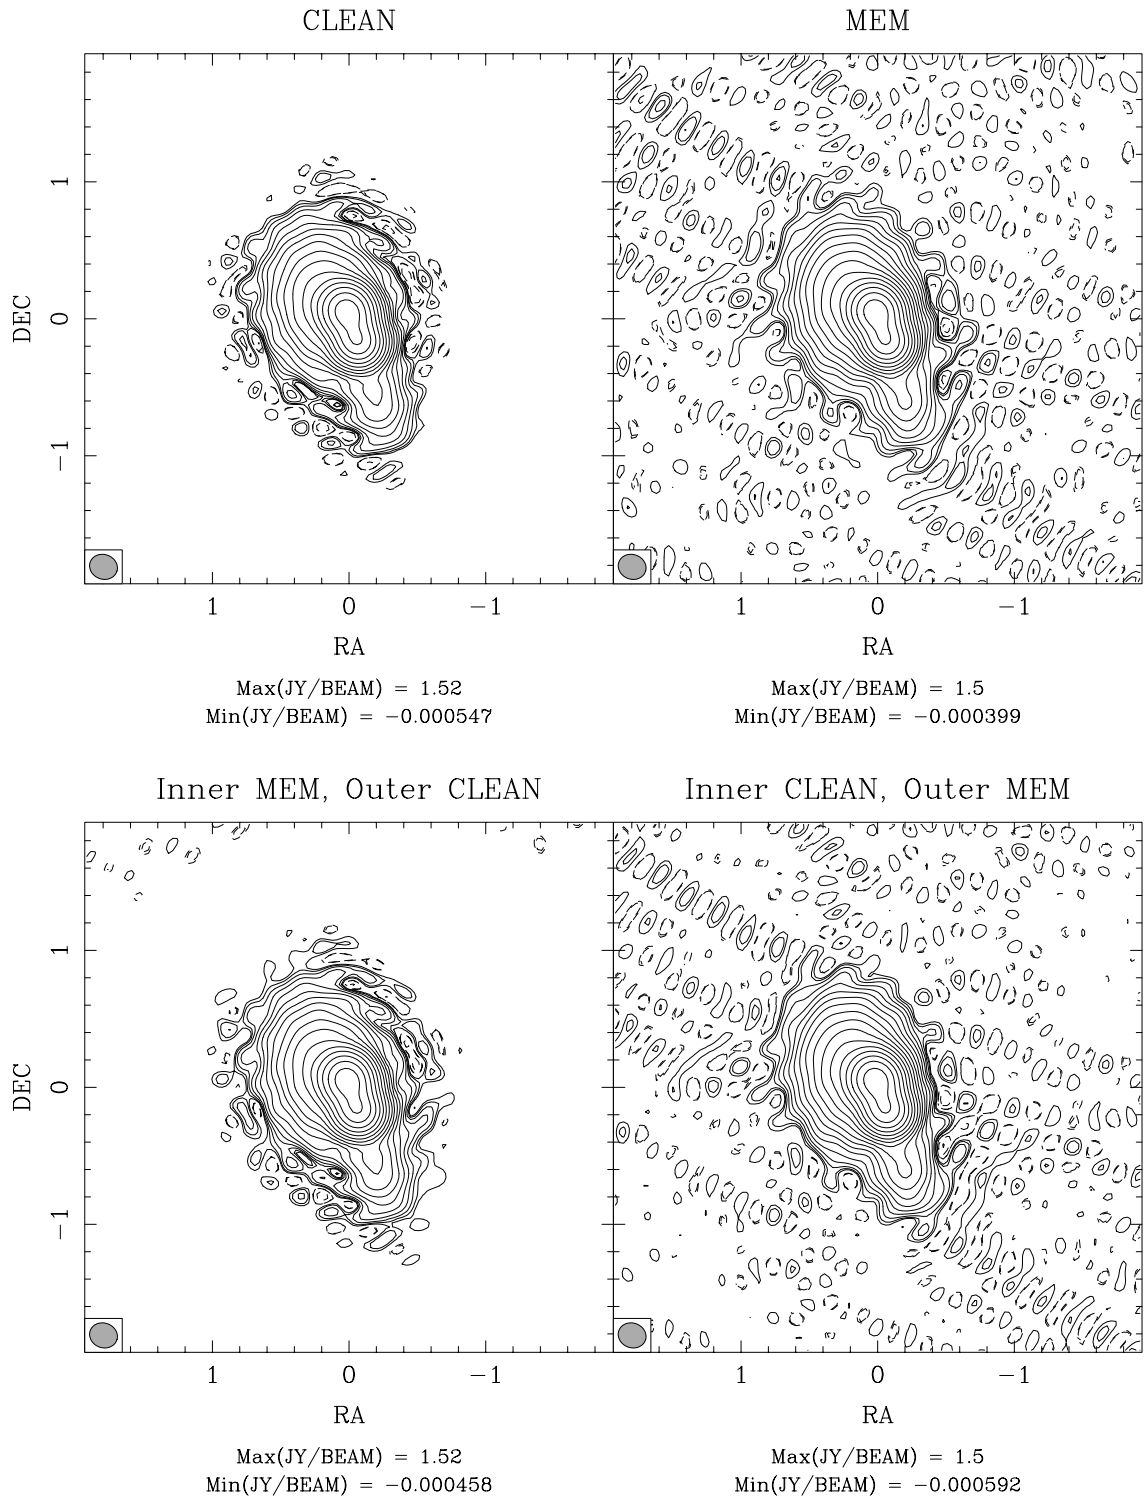 CLEAN
MEM
DEC
1
0
−1
1
0
−1
1
0
−1
RA
RA
Max(JY/BEAM) = 1.52
Min(JY/BEAM) = −0.000547
Max(JY/BEAM) = 1.5
Min(JY/BEAM) = −0.000399
Inner MEM, Outer CLEAN
Inner CLEAN, Outer MEM
DEC
1
0
−1
1
0
−1
1
0
−1
RA
RA
Max(JY/BEAM) = 1.52
Min(JY/BEAM) = −0.000458
Max(JY/BEAM) = 1.5
Min(JY/BEAM) = −0.000592